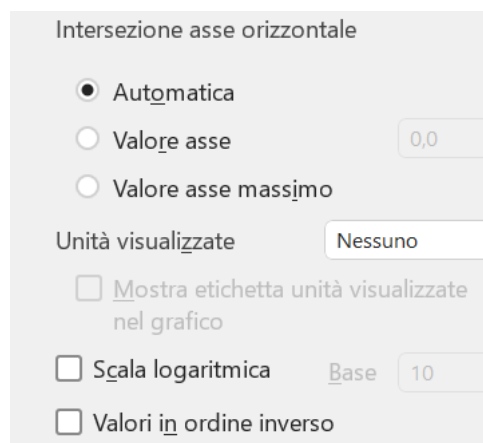 Intersezione asse orizzontale
Automatica
Valore asse 0,0
Valore asse massimo
Unità visualizzate Nessuno
Mostra etichetta unità visualizzate
nel grafico
Scala logaritmica Base 10
Valori in ordine inverso